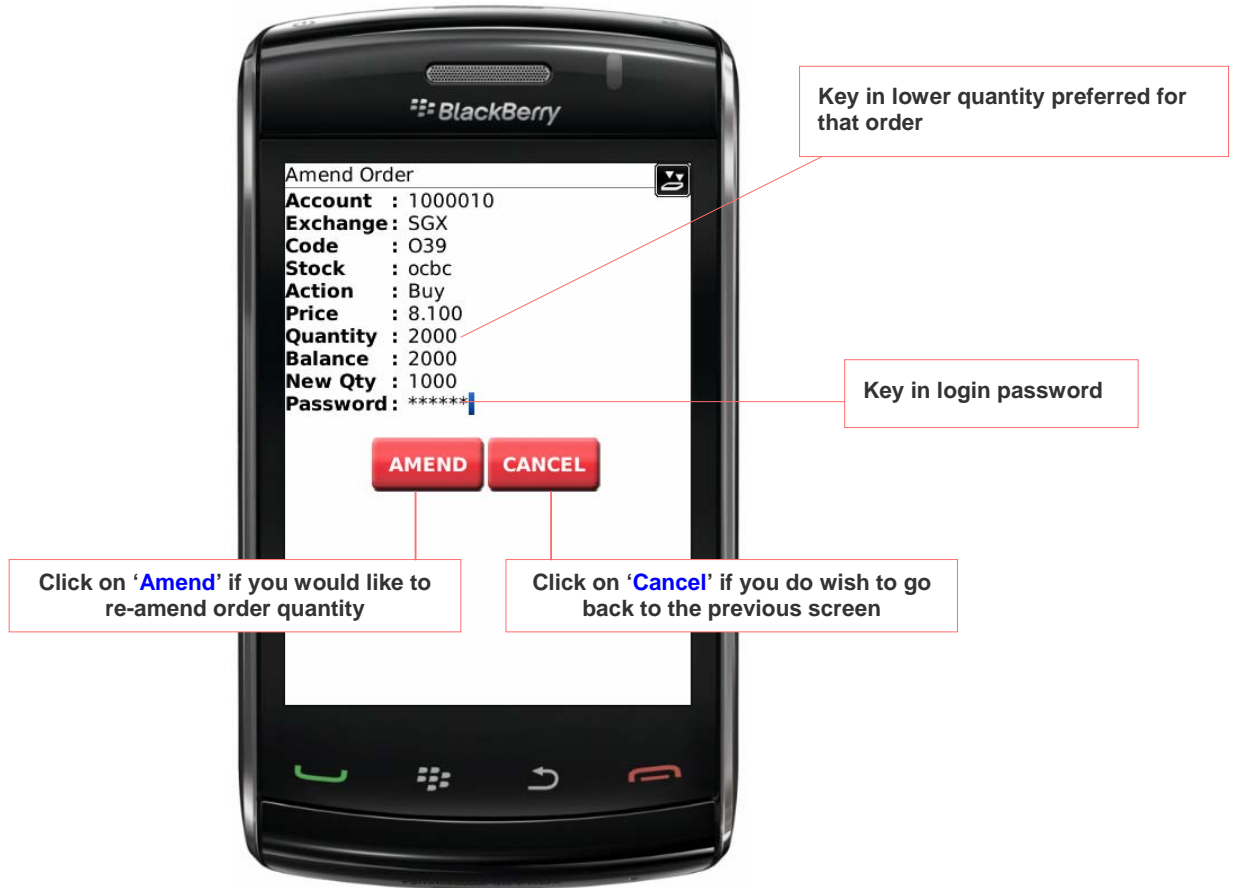 BlackBerry
Key in lower quantity preferred for
that order
Amend Order
Account : 1000010
Exchange : SGX
Code : O39
Stock : ocbc
Action : Buy
Price : 8.100
Quantity : 2000
Balance : 2000
New Qty : 1000
Password : ******
Key in login password
AMEND CANCEL
Click on ‘Amend’ if you would like to
re-amend order quantity
Click on ‘Cancel’ if you do wish to go
back to the previous screen